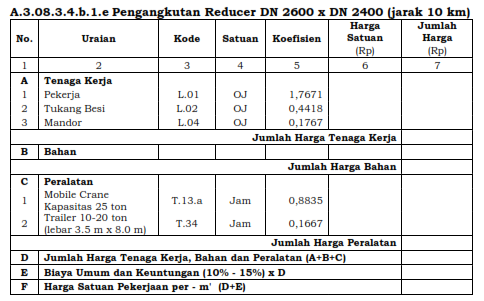 A.3.08.3.4.b.1.e Pengangkutan Reducer DN 2600 x DN 2400 (jarak 10 km)
No. Uraian Kode Satuan Koefisien Harga Satuan (Rp) Jumlah Harga (Rp)
1 2 3 4 5 6 7
A Tenaga Kerja
1 Pekerja L.01 OJ 1,7671
2 Tukang Besi L.02 OJ 0,4418
3 Mandor L.04 OJ 0,1767
Jumlah Harga Tenaga Kerja
B Bahan
Jumlah Harga Bahan
C Peralatan
1 Mobile Crane Kapasitas 25 ton T.13.a Jam 0,8835
2 Trailer 10-20 ton (lebar 3.5 m x 8.0 m) T.34 Jam 0,1667
Jumlah Harga Peralatan
D Jumlah Harga Tenaga Kerja, Bahan dan Peralatan (A+B+C)
E Biaya Umum dan Keuntungan (10% - 15%) x D
F Harga Satuan Pekerjaan per - m' (D+E)